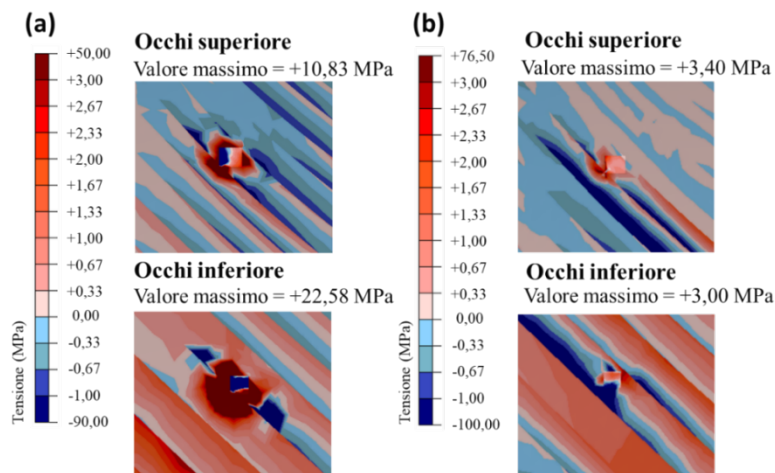 (a)
Occhi superiore
Valore massimo = +10,83 MPa
+50,00
+3,00
+2,67
+2,33
+2,00
+1,67
+1,33
+1,00
+0,67
+0,33
0,00
-0,33
-0,67
-1,00
-90,00
Tensione (MPa)
Occhi inferiore
Valore massimo = +22,58 MPa
(b)
Occhi superiore
Valore massimo = +3,40 MPa
+76,50
+3,00
+2,67
+2,33
+2,00
+1,67
+1,33
+1,00
+0,67
+0,33
0,00
-0,33
-0,67
-1,00
-100,00
Tensione (MPa)
Occhi inferiore
Valore massimo = +3,00 MPa